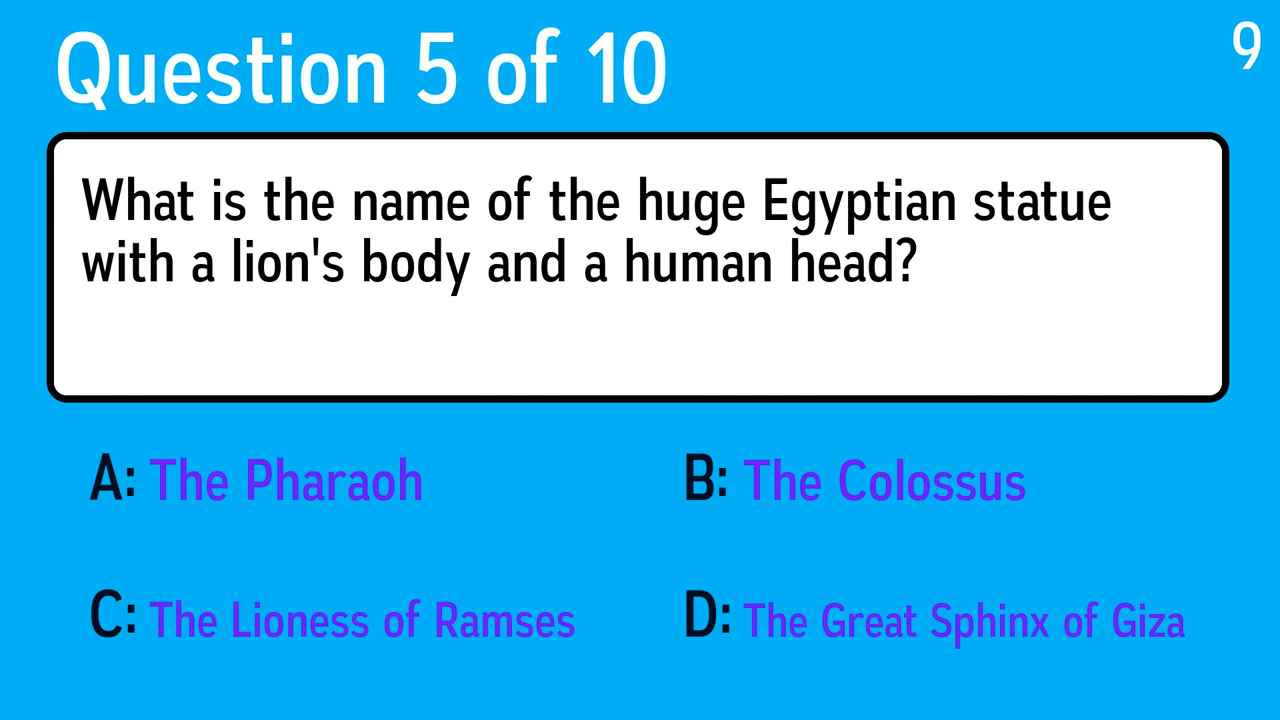 Question 5 of 10
9
What is the name of the huge Egyptian statue
with a lion's body and a human head?
A: The Pharaoh
B: The Colossus
C: The Lioness of Ramses
D: The Great Sphinx of Giza